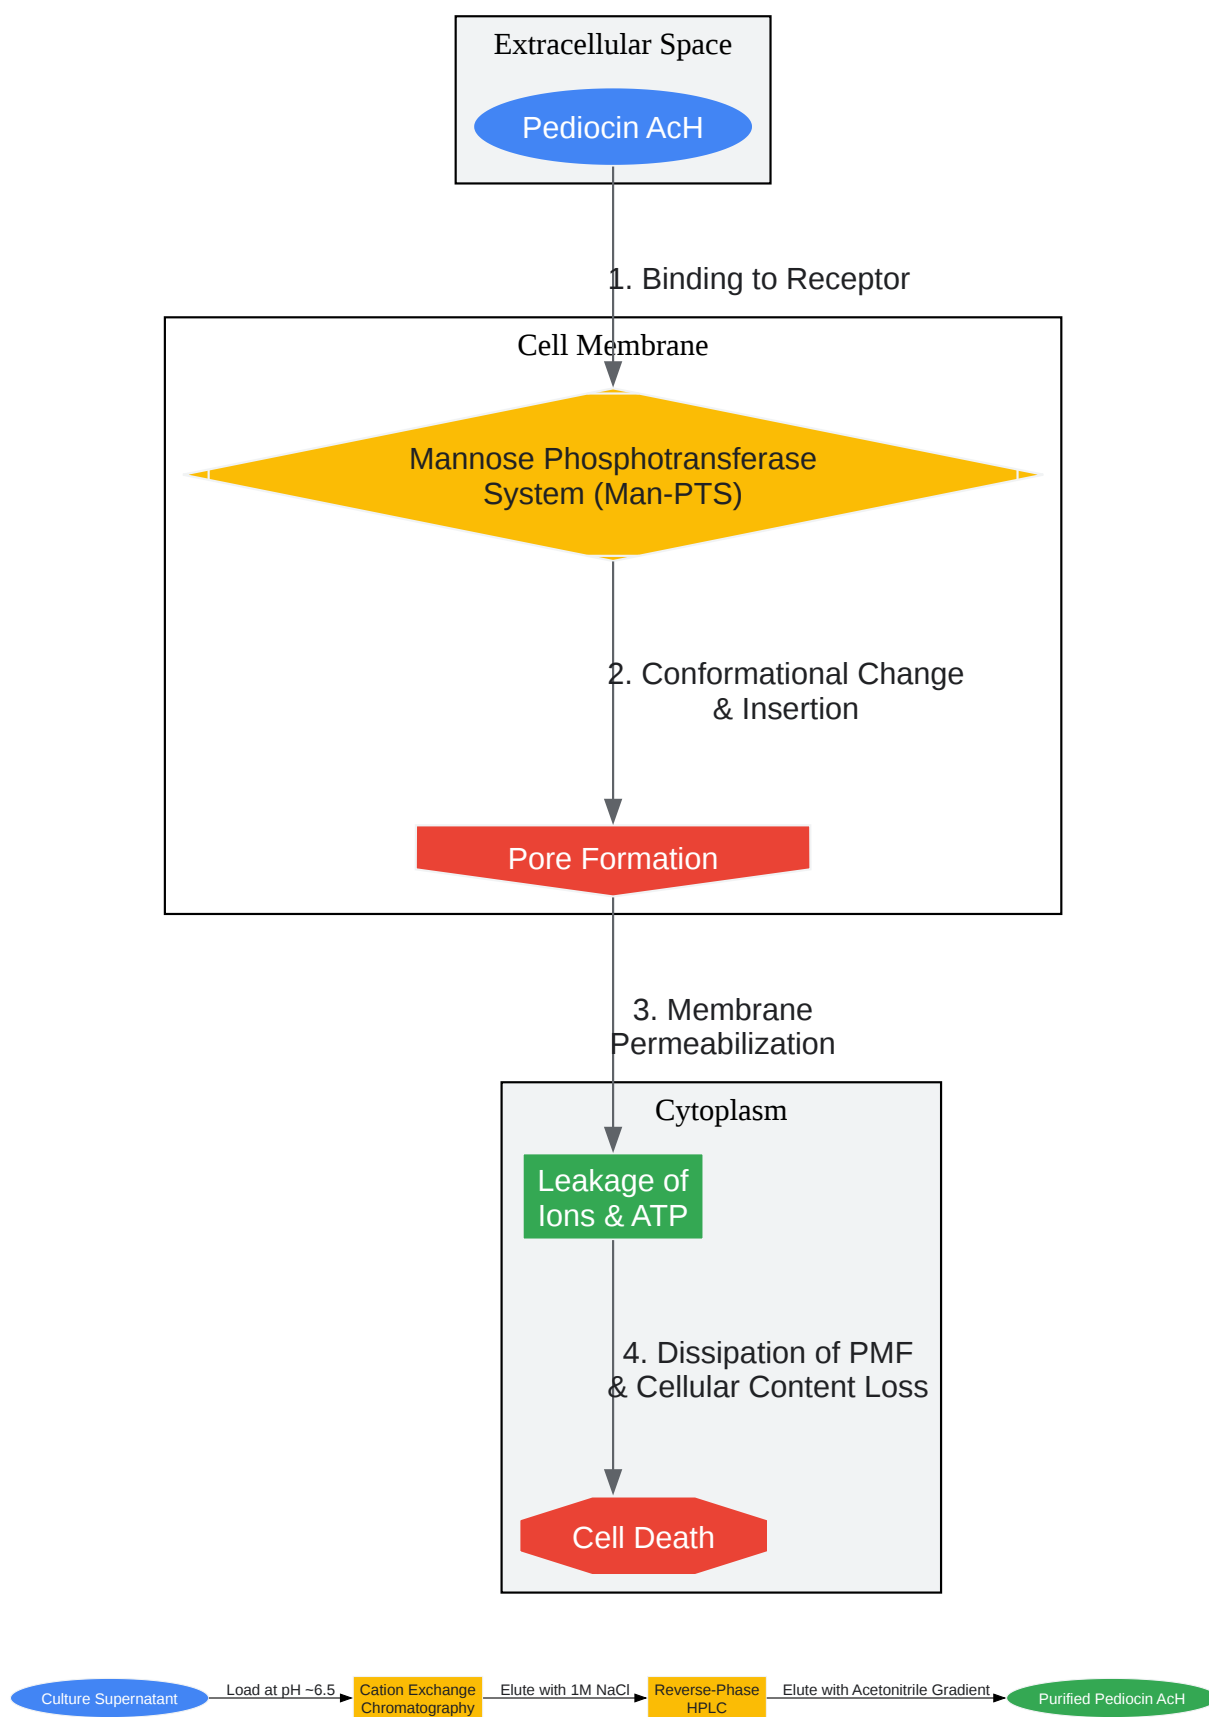 Extracellular Space
Pediocin AcH
1. Binding to Receptor
Cell Membrane
Mannose Phosphotransferase
System (Man-PTS)
2. Conformational Change
& Insertion
Pore Formation
3. Membrane
Permeabilization
Cytoplasm
Leakage of
Ions & ATP
4. Dissipation of PMF
& Cellular Content Loss
Cell Death
Culture Supernatant
Load at pH ~6.5
Cation Exchange
Chromatography
Elute with 1M NaCl
Reverse-Phase
HPLC
Elute with Acetonitrile Gradient
Purified Pediocin AcH